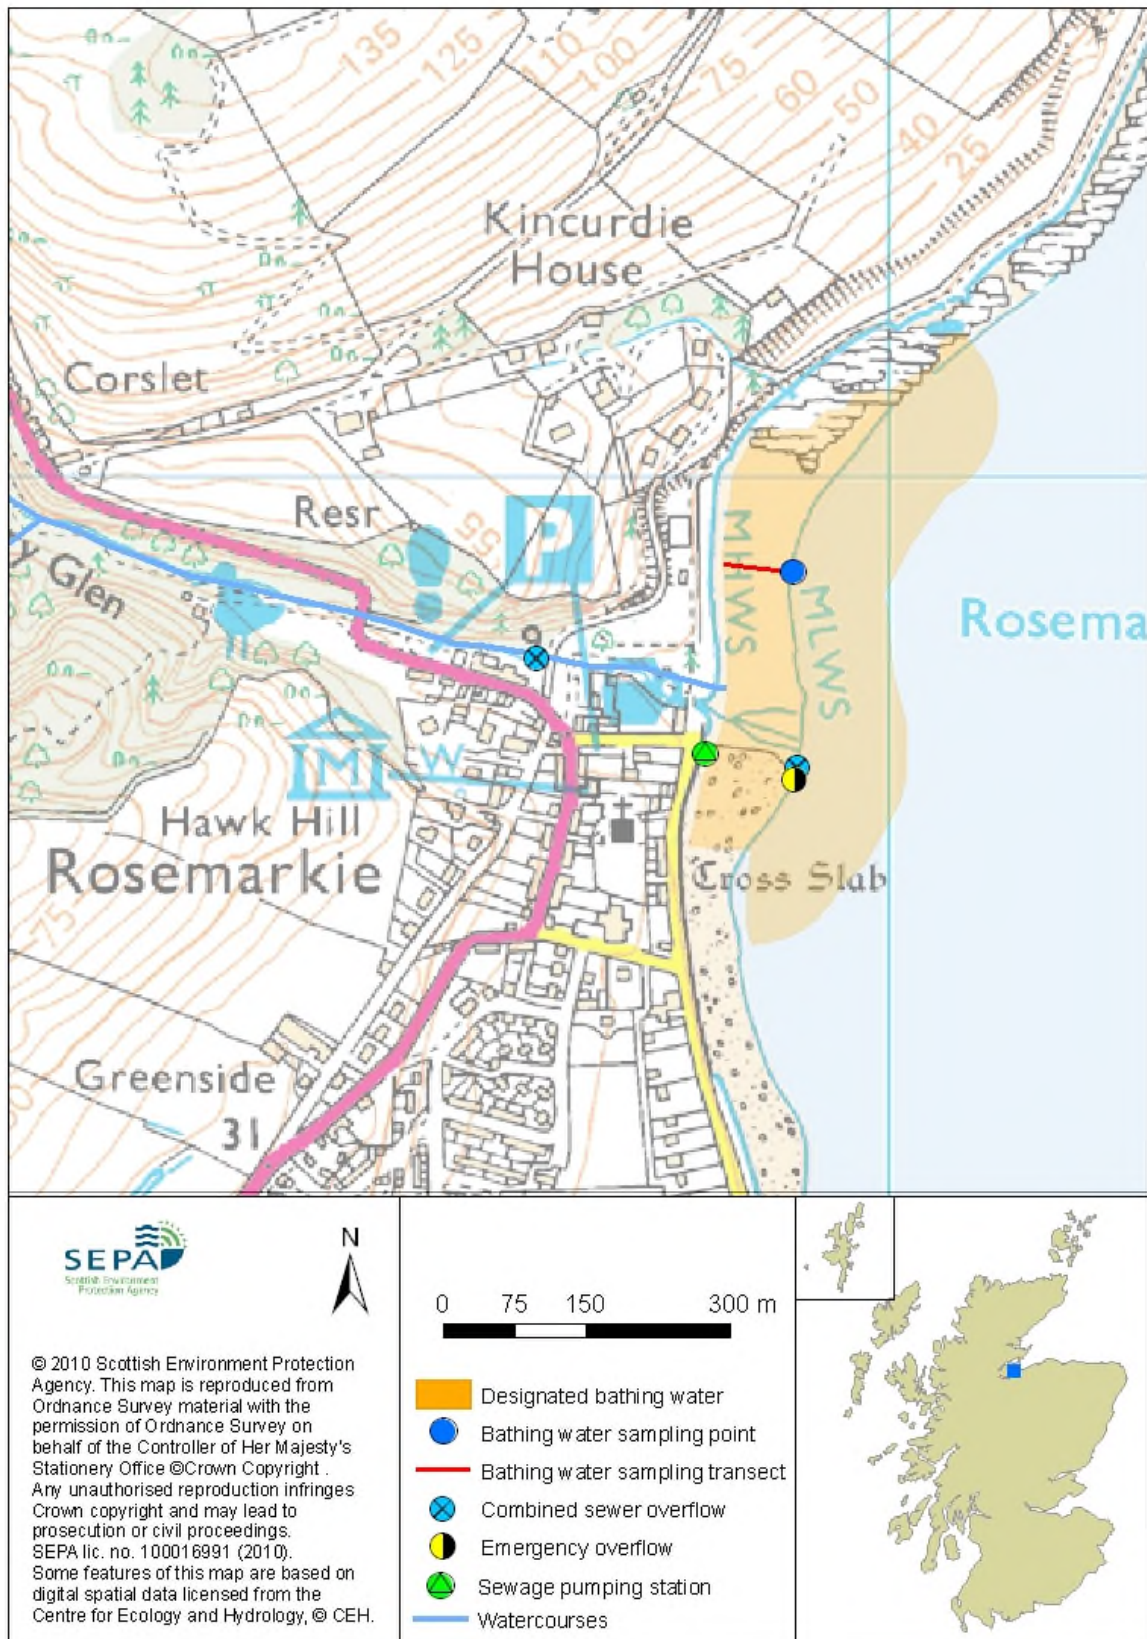 135
125
110
100
75
60
50
40
25
Kincurdie
House
Corslet
Resr
55
P
MHWS
MLWS
y Glen
Rosema
M
W
Hawk Hill
Rosemarkie
75
Cross Slab
Greenside
31
SEPA
Scottish Environment
Protection Agency
N
© 2010 Scottish Environment Protection
Agency. This map is reproduced from
Ordnance Survey material with the
permission of Ordnance Survey on
behalf of the Controller of Her Majesty's
Stationery Office ©Crown Copyright .
Any unauthorised reproduction infringes
Crown copyright and may lead to
prosecution or civil proceedings.
SEPA lic. no. 100016991 (2010).
Some features of this map are based on
digital spatial data licensed from the
Centre for Ecology and Hydrology, © CEH.
0 75 150 300 m
Designated bathing water
Bathing water sampling point
Bathing water sampling transect
Combined sewer overflow
Emergency overflow
Sewage pumping station
Watercourses